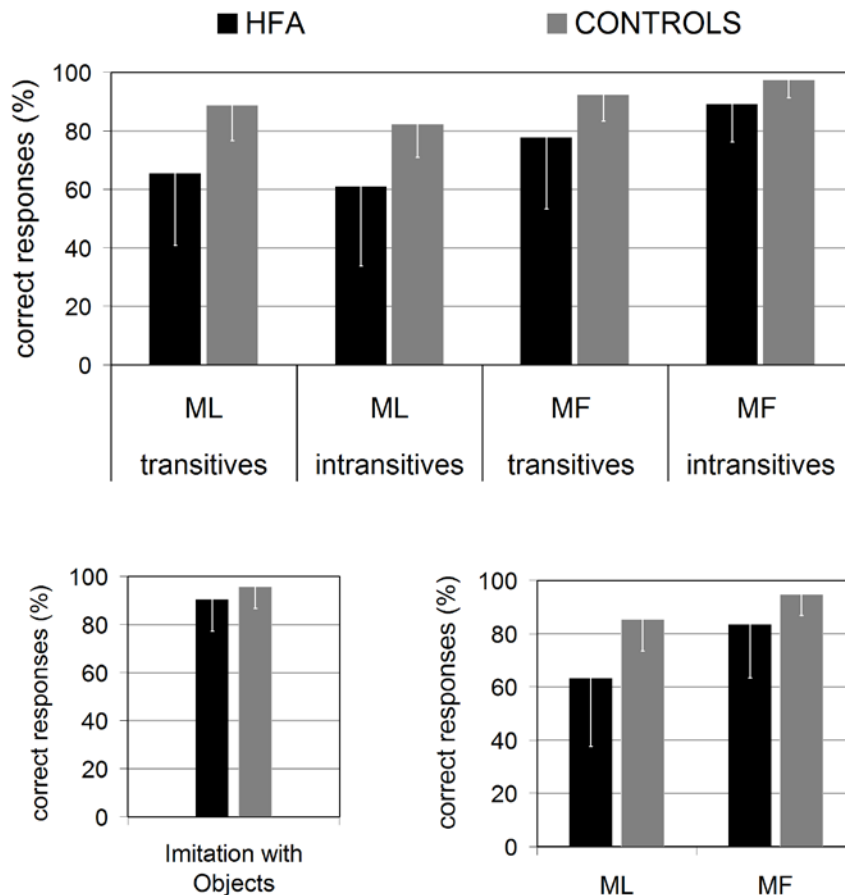 HFA CONTROLS
correct responses (%)
100
80
60
40
20
0
ML ML MF MF
transitives intransitives transitives intransitives
correct responses (%)
100
80
60
40
20
0
Imitation with
Objects
correct responses (%)
100
80
60
40
20
0
ML MF